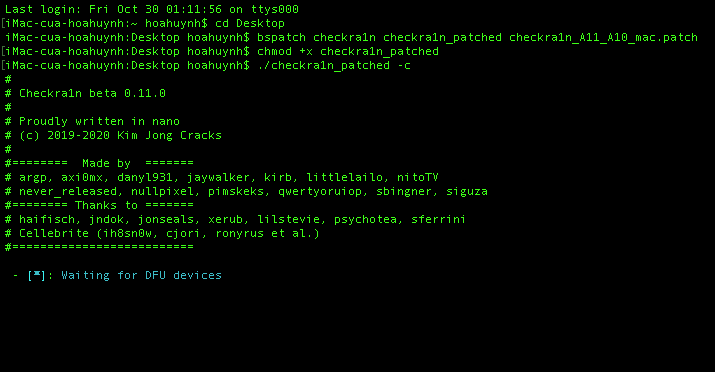 Last login: Fri Oct 30 01:11:56 on ttys000
[iMac-cua-hoahuynh:~ hoahuynh$ cd Desktop
iMac-cua-hoahuynh:Desktop hoahuynh$ bspatch checkra1n checkra1n_patched checkra1n_A11_A10_mac.patch
[iMac-cua-hoahuynh:Desktop hoahuynh$ chmod +x checkra1n_patched
[iMac-cua-hoahuynh:Desktop hoahuynh$ ./checkra1n_patched -c
#
# Checkra1n beta 0.11.0
#
# Proudly written in nano
# (c) 2019-2020 Kim Jong Cracks
#
#======== Made by =======
# argp, axi0mx, danyl931, jaywalker, kirb, littlelailo, nitoTV
# never_released, nullpixel, pimskeks, qwertyoruiop, sbingner, siguza
#======== Thanks to =======
# haifisch, jndok, jonseals, xerub, lilstevie, psychotea, sferrini
# Cellebrite (ih8sn0w, cjori, ronyrus et al.)
#==========================
- [*]: Waiting for DFU devices